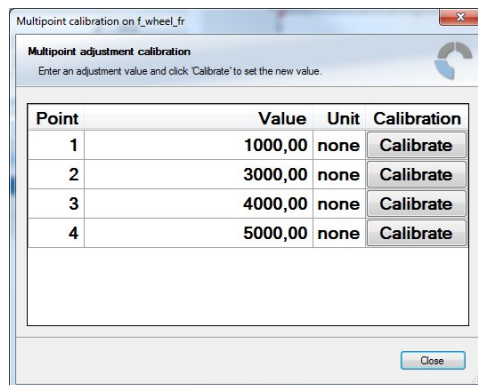 Multipoint calibration on f_wheel_fr
Multipoint adjustment calibration
Enter an adjustment value and click 'Calibrate' to set the new value.
Point Value Unit Calibration
1 1000,00 none Calibrate
2 3000,00 none Calibrate
3 4000,00 none Calibrate
4 5000,00 none Calibrate
Close